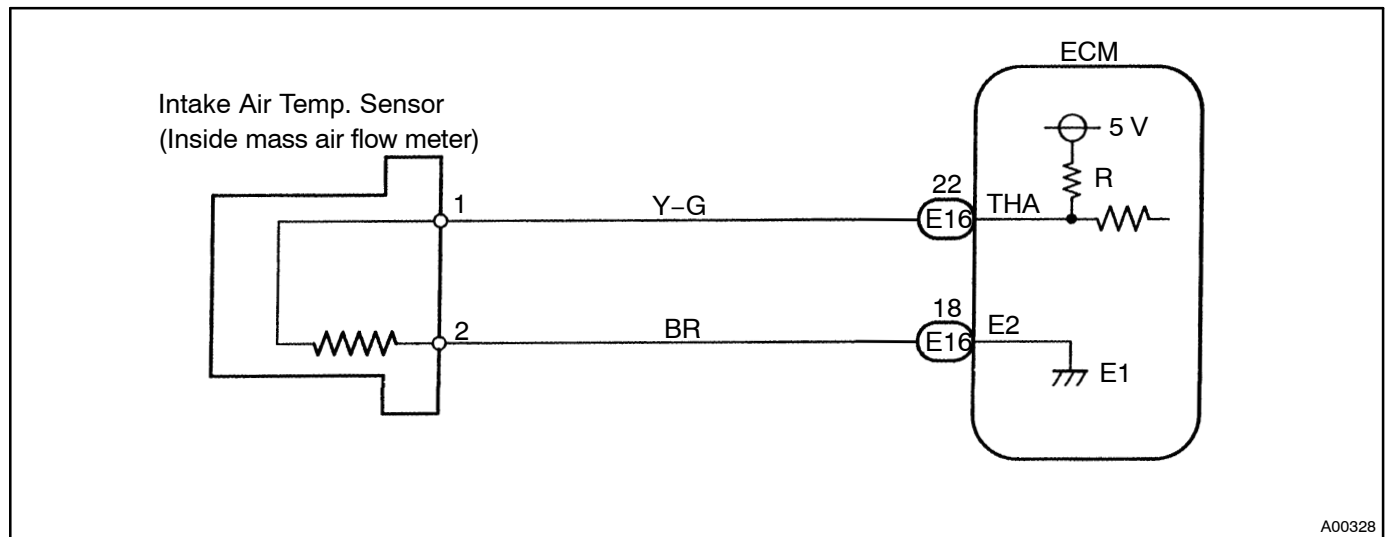 ECM
Intake Air Temp. Sensor
(Inside mass air flow meter)
5 V
R
1
Y–G
22
E16
THA
2
BR
18
E16
E2
E1
A00328